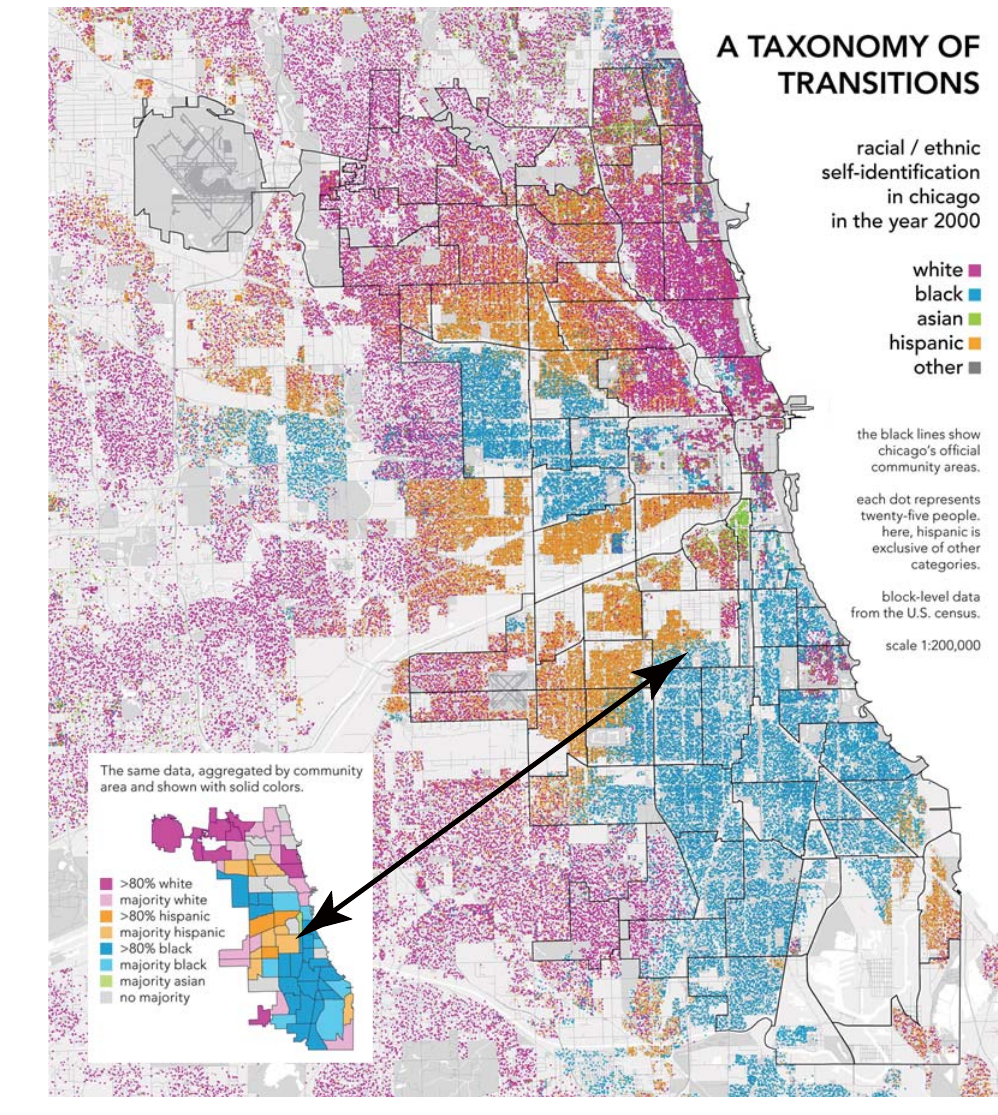 A TAXONOMY OF
TRANSITIONS
racial / ethnic
self-identification
in chicago
in the year 2000
white
black
asian
hispanic
other
the black lines show
chicago's official
community areas.
each dot represents
twenty-five people.
here, hispanic is
exclusive of other
categories.
block-level data
from the U.S. census.
scale 1:200,000
The same data, aggregated by community
area and shown with solid colors.
>80% white
majority white
>80% hispanic
majority hispanic
>80% black
majority black
majority asian
no majority